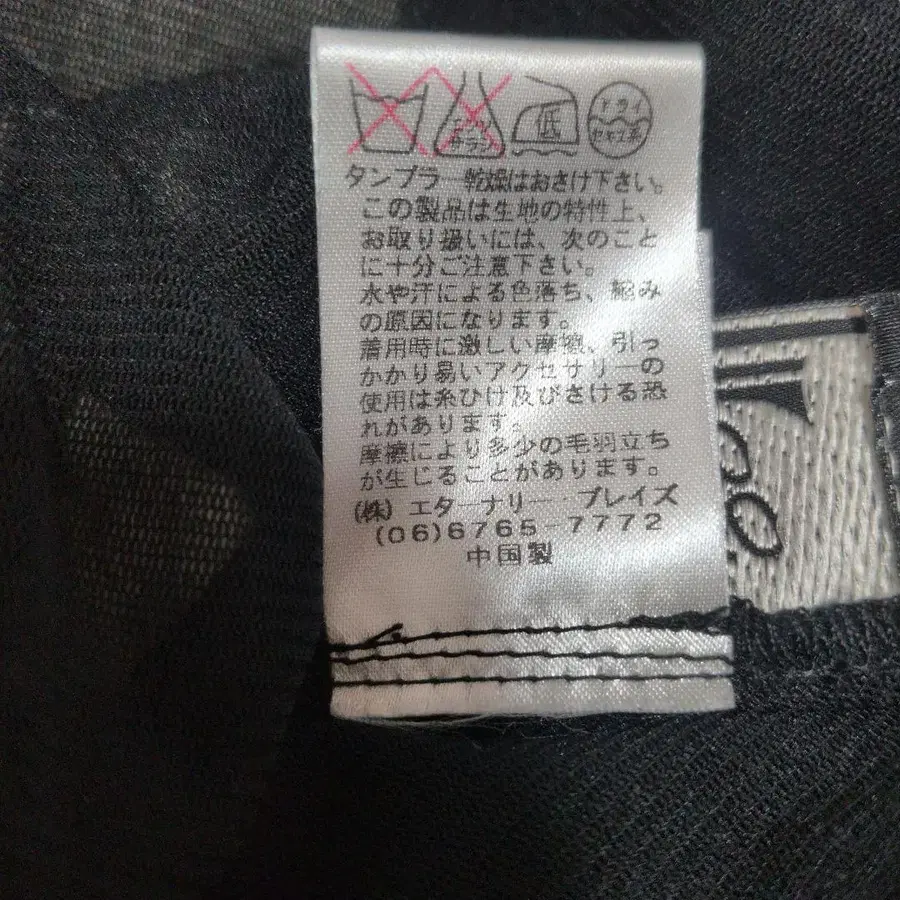 低
ドライ
セキユ系
タンブラー乾燥はおさけ下さい。
この製品は生地の特性上、
お取り扱いには、次のこと
に十分ご注意下さい。
水や汗による色落ち、縮み
の原因になります。
着用時に激しい摩擦、引っ
かかり易いアクセサリーの
使用は糸ひけ及びさける恐
れがあります。
摩擦により多少の毛羽立ち
が生じることがあります。
(株)エターナリー・ブレイズ
(06)6765-7772
中国製